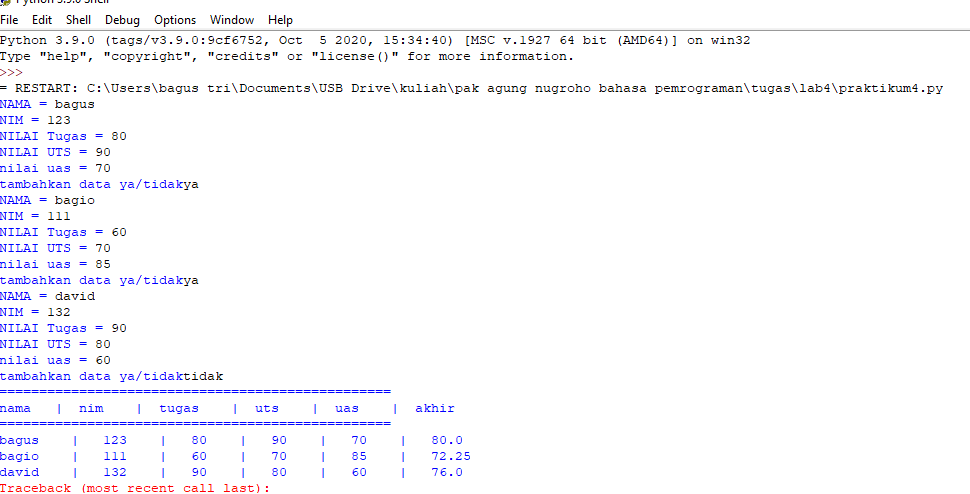 Python 3.9.0 Shell
File Edit Shell Debug Options Window Help
Python 3.9.0 (tags/v3.9.0:9cf6752, Oct  5 2020, 15:34:40) [MSC v.1927 64 bit (AMD64)] on win32
Type "help", "copyright", "credits" or "license()" for more information.
>>>
= RESTART: C:\Users\bagus tri\Documents\USB Drive\kuliah\pak agung nugroho bahasa pemrograman\tugas\lab4\praktikum4.py
NAMA = bagus
NIM = 123
NILAI Tugas = 80
NILAI UTS = 90
nilai uas = 70
tambahkan data ya/tidakya
NAMA = bagio
NIM = 111
NILAI Tugas = 60
NILAI UTS = 70
nilai uas = 85
tambahkan data ya/tidakya
NAMA = david
NIM = 132
NILAI Tugas = 90
NILAI UTS = 80
nilai uas = 60
tambahkan data ya/tidaktidak
=================================================
nama   |  nim    |  tugas    |  uts    |  uas    |  akhir
=================================================
bagus    |   123    |   80    |   90    |   70    |   80.0
bagio    |   111    |   60    |   70    |   85    |   72.25
david    |   132    |   90    |   80    |   60    |   76.0
Traceback (most recent call last):